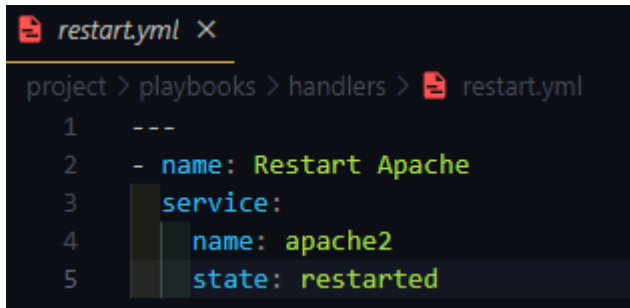 restart.yml ×
project > playbooks > handlers > restart.yml
1 ---
2 - name: Restart Apache
3   service:
4     name: apache2
5     state: restarted